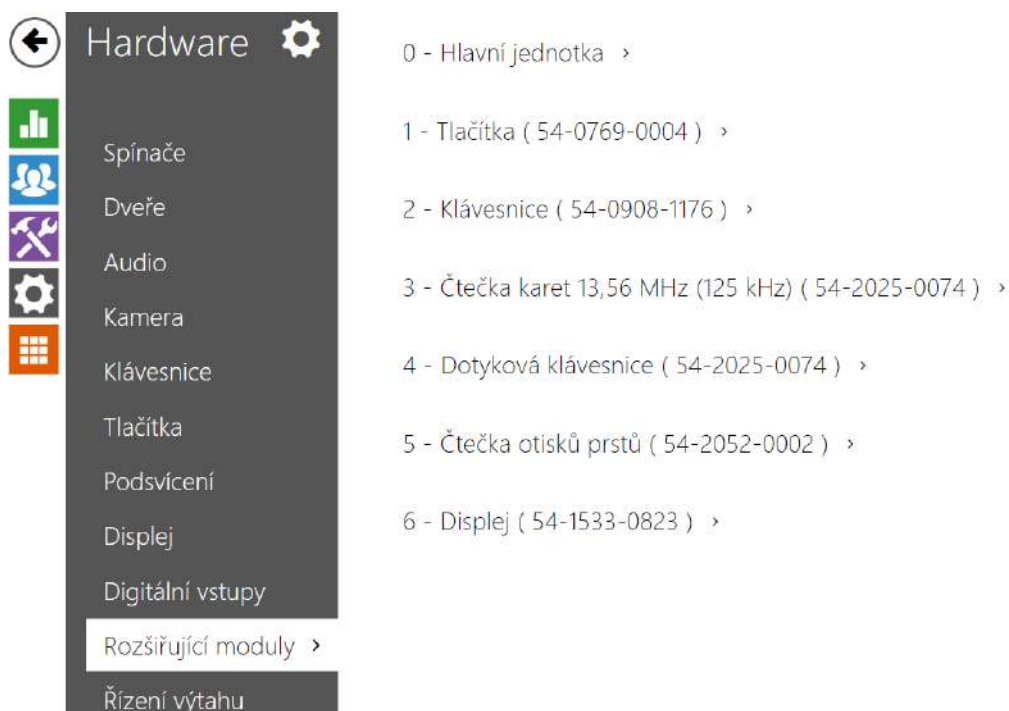 Hardware
Spínače
Dveře
Audio
Kamera
Klávesnice
Tlačítka
Podsvícení
Displej
Digitální vstupy
Rozšiřující moduly
Řízení výtahu
0 - Hlavní jednotka
1 - Tlačítka ( 54-0769-0004 )
2 - Klávesnice ( 54-0908-1176 )
3 - Čtečka karet 13,56 MHz (125 kHz) ( 54-2025-0074 )
4 - Dotyková klávesnice ( 54-2025-0074 )
5 - Čtečka otisků prstů ( 54-2052-0002 )
6 - Displej ( 54-1533-0823 )